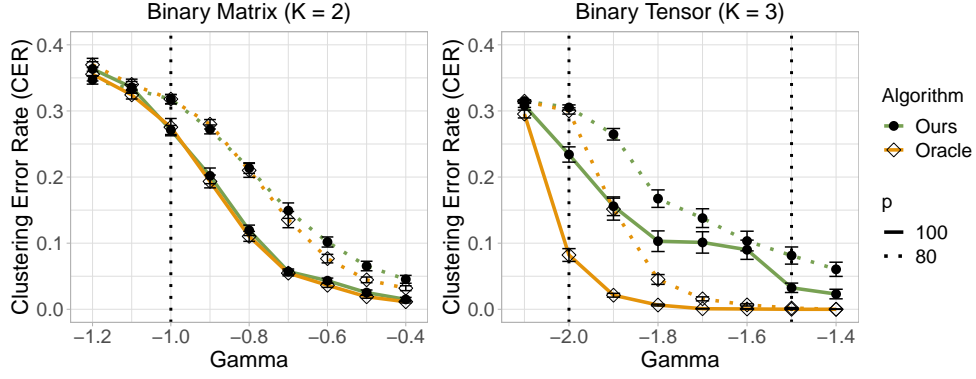 Binary Matrix (K = 2)
Clustering Error Rate (CER)
0.4
0.3
0.2
0.1
0.0
−1.2 −1.0 −0.8 −0.6 −0.4
Gamma
Binary Tensor (K = 3)
Clustering Error Rate (CER)
0.4
0.3
0.2
0.1
0.0
−2.0 −1.8 −1.6 −1.4
Gamma
Algorithm
Ours
Oracle
p
100
80